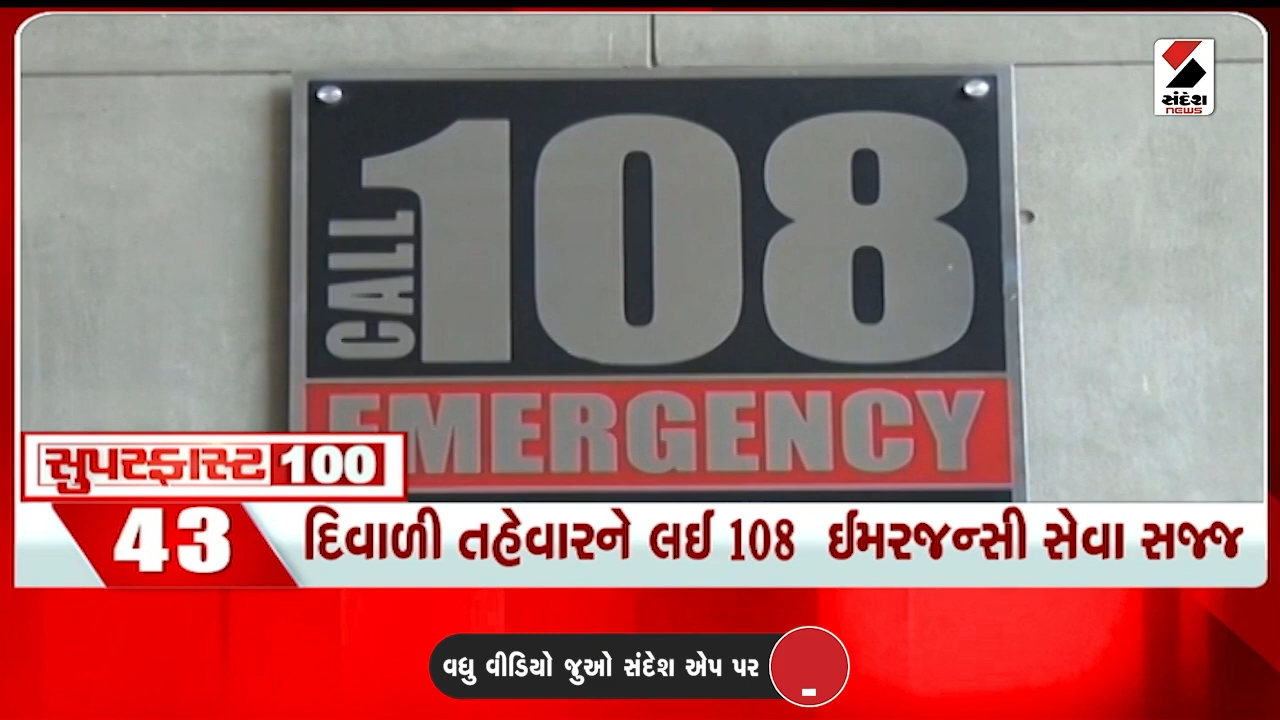 સંદેશ
NEWS
CALL
108
EMERGENCY
સુપરફાસ્ટ 100
43
દિવાળી તહેવારને લઈ 108 ઈમરજન્સી સેવા સજ્જ
વધુ વીડિયો જુઓ સંદેશ એપ પર